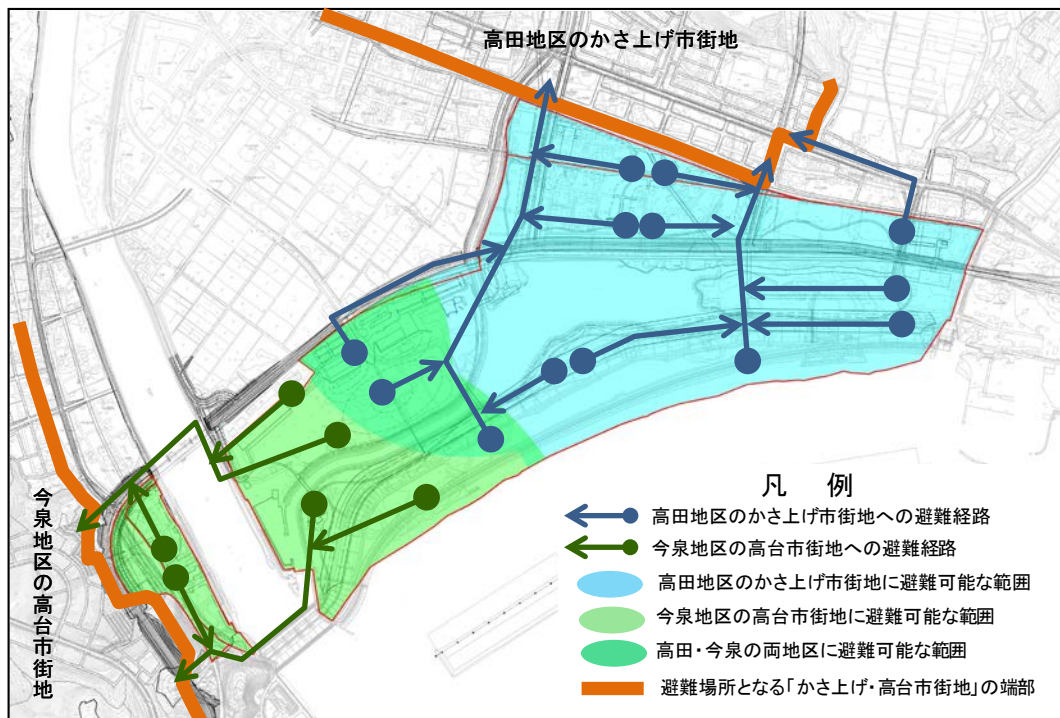 高田地区のかさ上げ市街地
今泉地区の高台市街地
凡 例
高田地区のかさ上げ市街地への避難経路
今泉地区の高台市街地への避難経路
高田地区のかさ上げ市街地に避難可能な範囲
今泉地区の高台市街地に避難可能な範囲
高田・今泉の両地区に避難可能な範囲
避難場所となる「かさ上げ・高台市街地」の端部